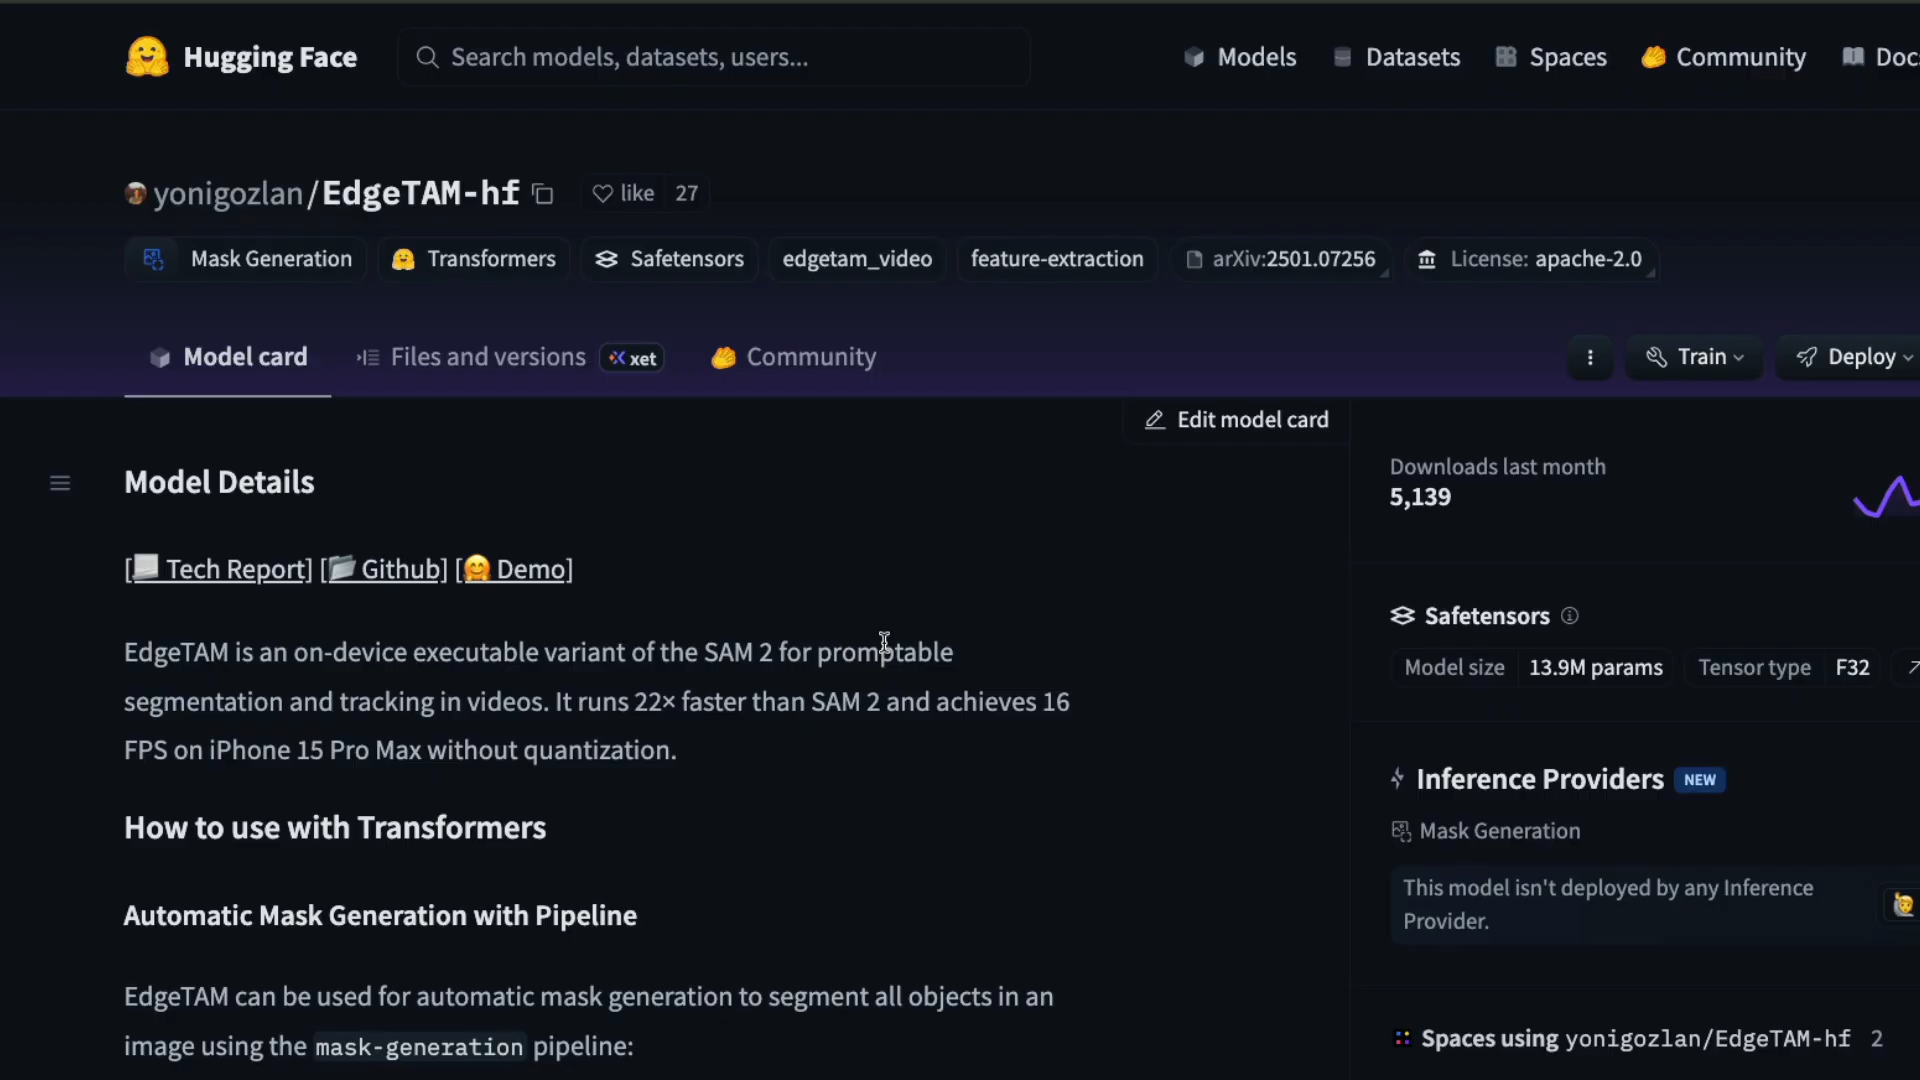 Hugging Face
Search models, datasets, users...
Models
Datasets
Spaces
Community
yonigozlan/EdgeTAM-hf
like 27
Mask Generation
Transformers
Safetensors
edgetam_video
feature-extraction
arXiv:2501.07256
License: apache-2.0
Model card
Files and versions
xet
Community
Train
Deploy
Edit model card
Model Details
[Tech Report] [Github] [Demo]
EdgeTAM is an on-device executable variant of the SAM 2 for promptable
segmentation and tracking in videos. It runs 22× faster than SAM 2 and achieves 16
FPS on iPhone 15 Pro Max without quantization.
How to use with Transformers
Automatic Mask Generation with Pipeline
EdgeTAM can be used for automatic mask generation to segment all objects in an
image using the mask-generation pipeline:
Downloads last month
5,139
Safetensors
Model size 13.9M params
Tensor type F32
Inference Providers NEW
Mask Generation
This model isn't deployed by any Inference
Provider.
Spaces using yonigozlan/EdgeTAM-hf 2